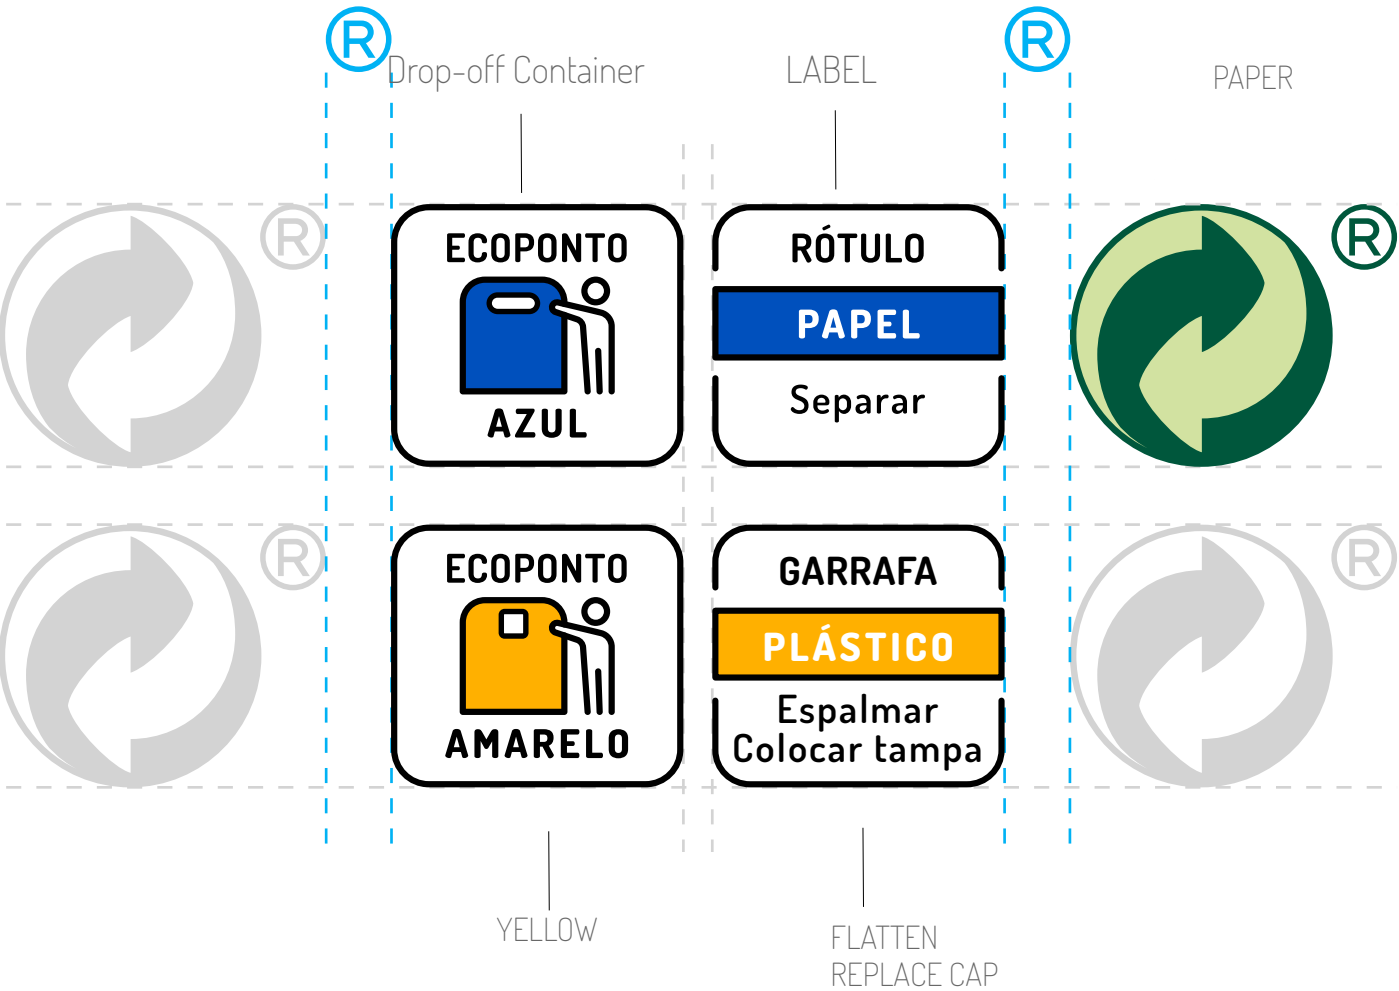 ®
®
Drop-off Container
LABEL
PAPER
®
ECOPONTO
AZUL
RÓTULO
PAPEL
Separar
®
®
ECOPONTO
AMARELO
GARRAFA
PLÁSTICO
Espalmar
Colocar tampa
®
YELLOW
FLATTEN
REPLACE CAP